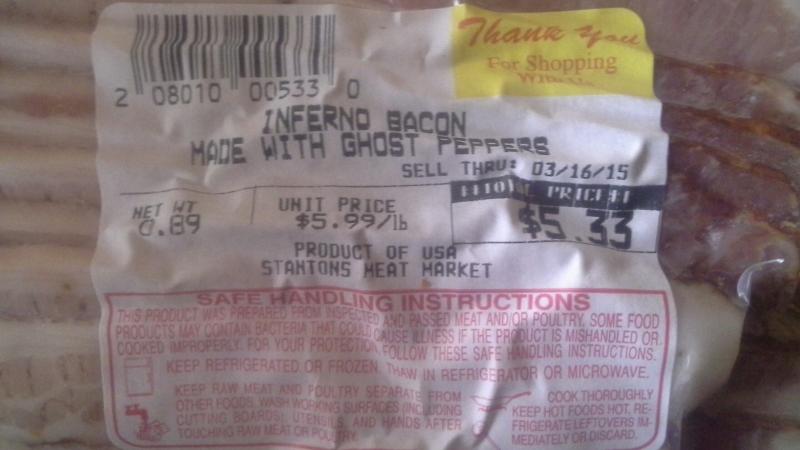 Thank you
For Shopping
With Us
2 08010 00533 0
INFERNO BACON
MADE WITH GHOST PEPPERS
SELL THRU: 03/16/15
NET WT
0.89
UNIT PRICE
$5.99/lb
$5.33
PRODUCT OF USA
STANTONS MEAT MARKET
SAFE HANDLING INSTRUCTIONS
THIS PRODUCT WAS PREPARED FROM INSPECTED AND PASSED MEAT AND/OR POULTRY. SOME FOOD
PRODUCTS MAY CONTAIN BACTERIA THAT COULD CAUSE ILLNESS IF THE PRODUCT IS MISHANDLED OR
COOKED IMPROPERLY. FOR YOUR PROTECTION, FOLLOW THESE SAFE HANDLING INSTRUCTIONS.
KEEP REFRIGERATED OR FROZEN. THAW IN REFRIGERATOR OR MICROWAVE.
KEEP RAW MEAT AND POULTRY SEPARATE FROM
OTHER FOODS. WASH WORKING SURFACES (INCLUDING
CUTTING BOARDS), UTENSILS, AND HANDS AFTER
TOUCHING RAW MEAT OR POULTRY.
COOK THOROUGHLY
KEEP HOT FOODS HOT. RE-
FRIGERATE LEFTOVERS IM-
MEDIATELY OR DISCARD.